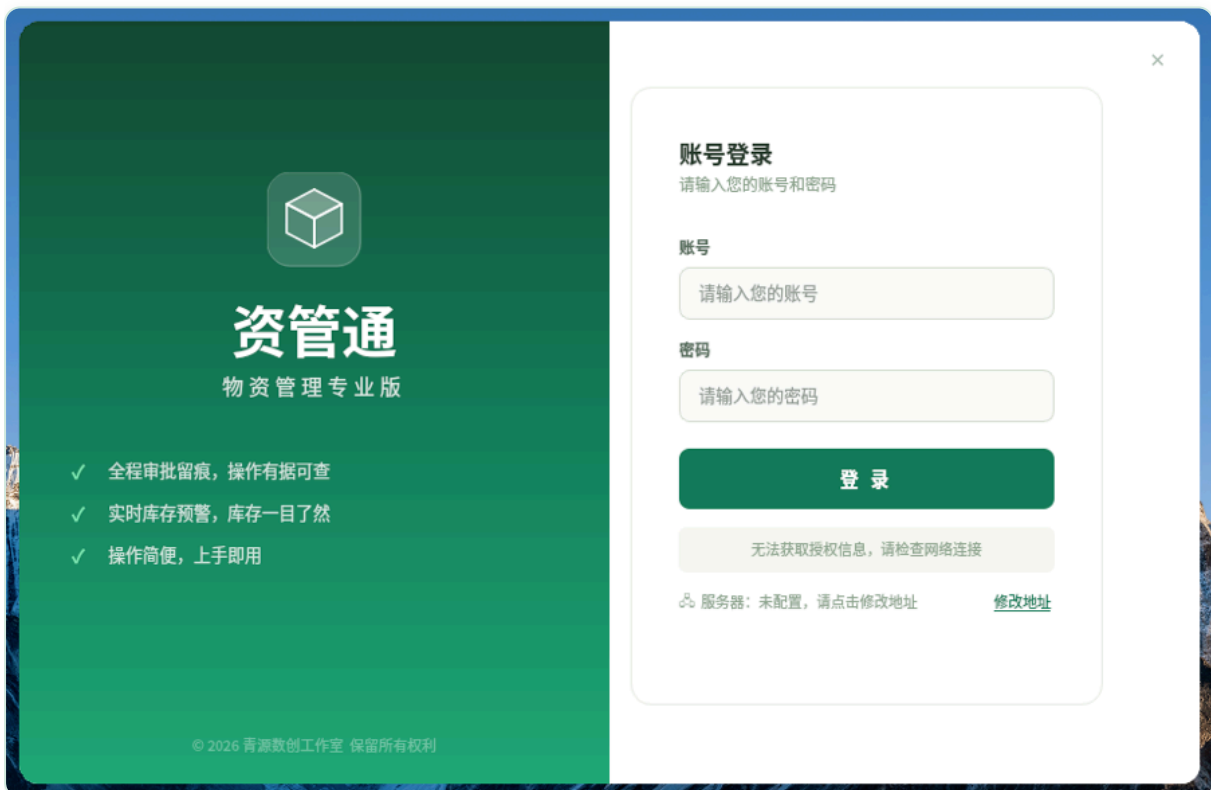 资管通
物资管理专业版
✓ 全程审批留痕，操作有据可查
✓ 实时库存预警，库存一目了然
✓ 操作简便，上手即用
© 2026 青源数创工作室 保留所有权利
×
账号登录
请输入您的账号和密码
账号
请输入您的账号
密码
请输入您的密码
登 录
无法获取授权信息，请检查网络连接
服务器：未配置，请点击修改地址 修改地址